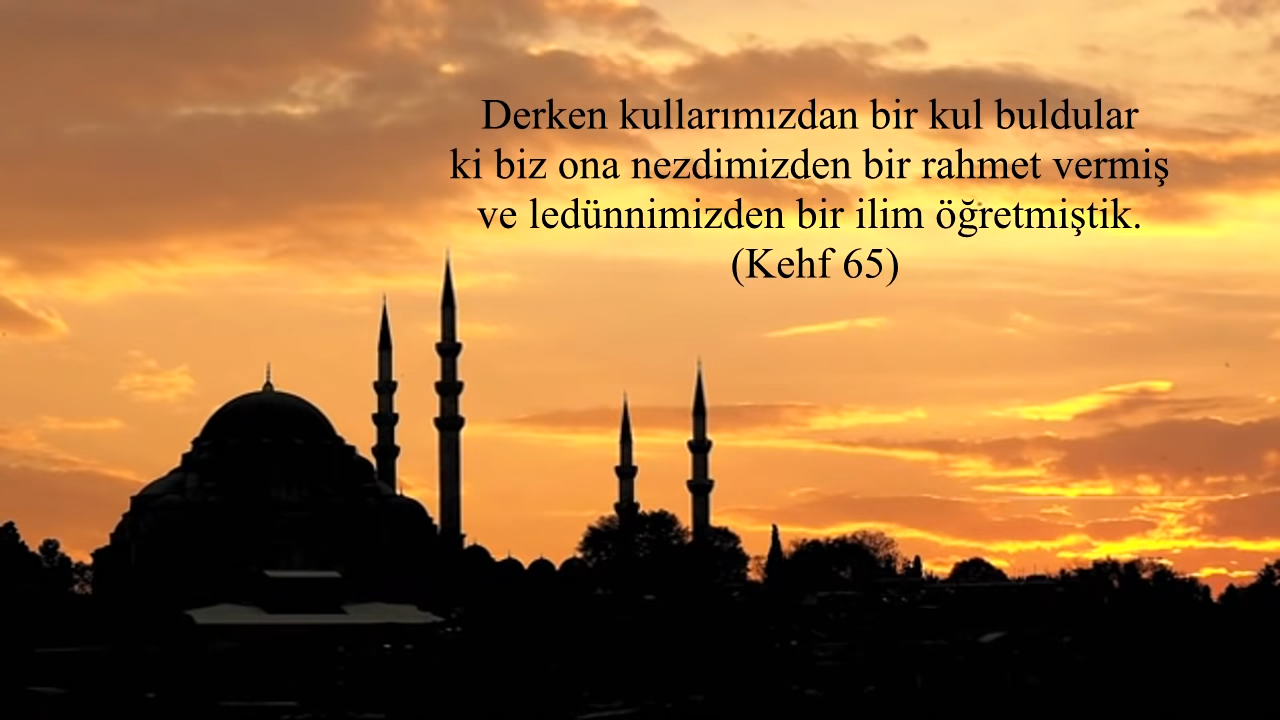 Derken kullarımızdan bir kul buldular
ki biz ona nezdimizden bir rahmet vermiş
ve ledünnimizden bir ilim öğretmiştik.
(Kehf 65)